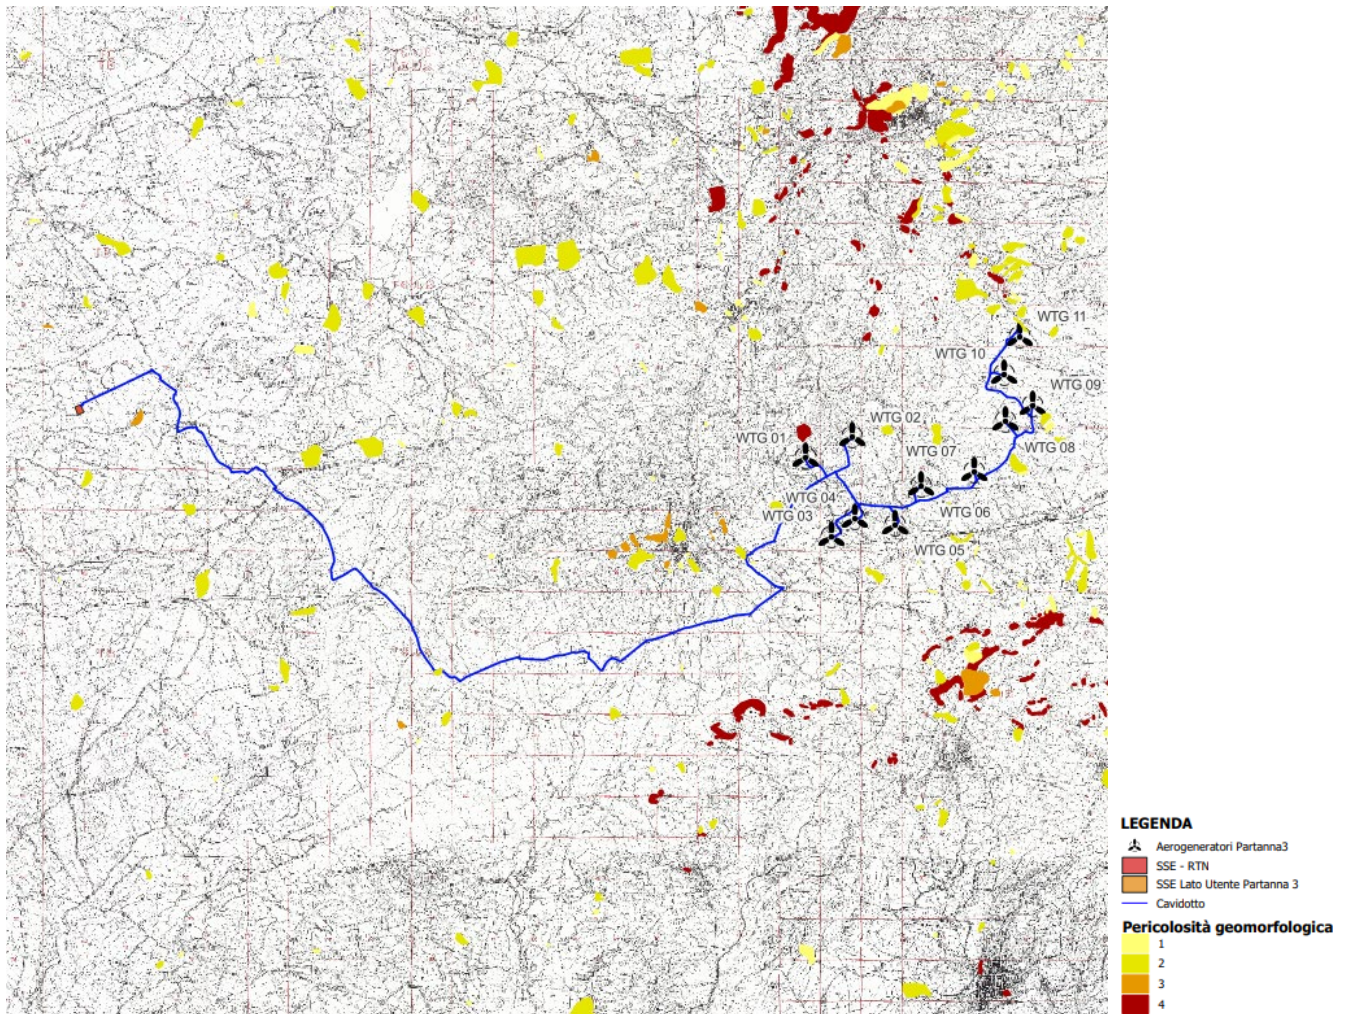 WTG 11
WTG 10
WTG 09
WTG 02
WTG 01
WTG 07
WTG 08
WTG 04
WTG 03
WTG 06
WTG 05
LEGENDA
Aerogeneratori Partanna3
SSE - RTN
SSE Lato Utente Partanna 3
Cavidotto
Pericolosità geomorfologica
1
2
3
4